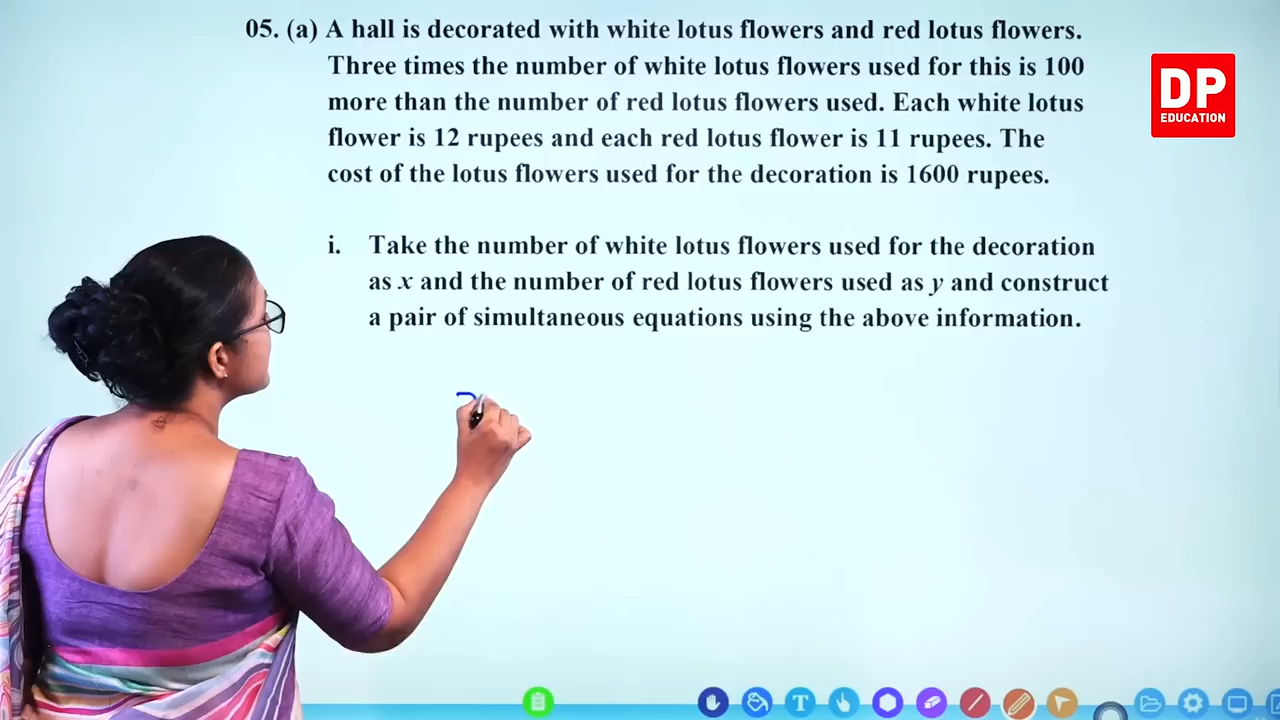 05. (a) A hall is decorated with white lotus flowers and red lotus flowers.
Three times the number of white lotus flowers used for this is 100
more than the number of red lotus flowers used. Each white lotus
flower is 12 rupees and each red lotus flower is 11 rupees. The
cost of the lotus flowers used for the decoration is 1600 rupees.
DP
EDUCATION
i. Take the number of white lotus flowers used for the decoration
as x and the number of red lotus flowers used as y and construct
a pair of simultaneous equations using the above information.